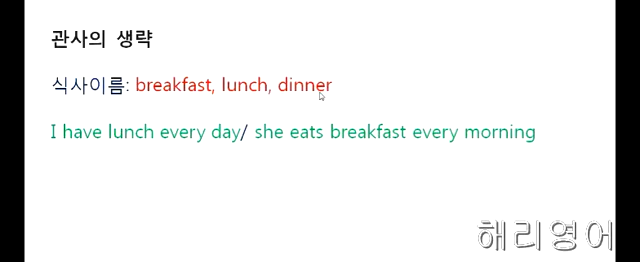 관사의 생략
식사이름: breakfast, lunch, dinner
I have lunch every day/ she eats breakfast every morning
해리영어